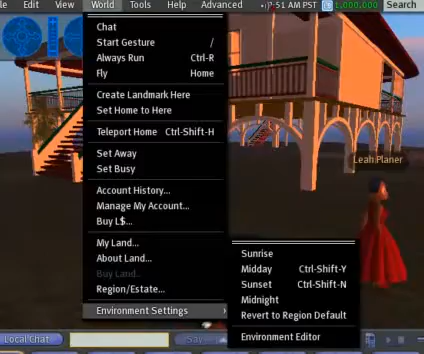 le Edit View World Tools Help Advanced 51 AM PST 1,000,000 Search
Chat
Start Gesture /
Always Run Ctrl-R
Fly Home
Create Landmark Here
Set Home to Here
Teleport Home Ctrl-Shift-H
Set Away
Set Busy
Account History...
Manage My Account...
Buy L$...
My Land...
About Land...
Buy Land...
Region/Estate...
Environment Settings
Leah Planer
Sunrise
Midday Ctrl-Shift-Y
Sunset Ctrl-Shift-N
Midnight
Revert to Region Default
Environment Editor
Local Chat Say